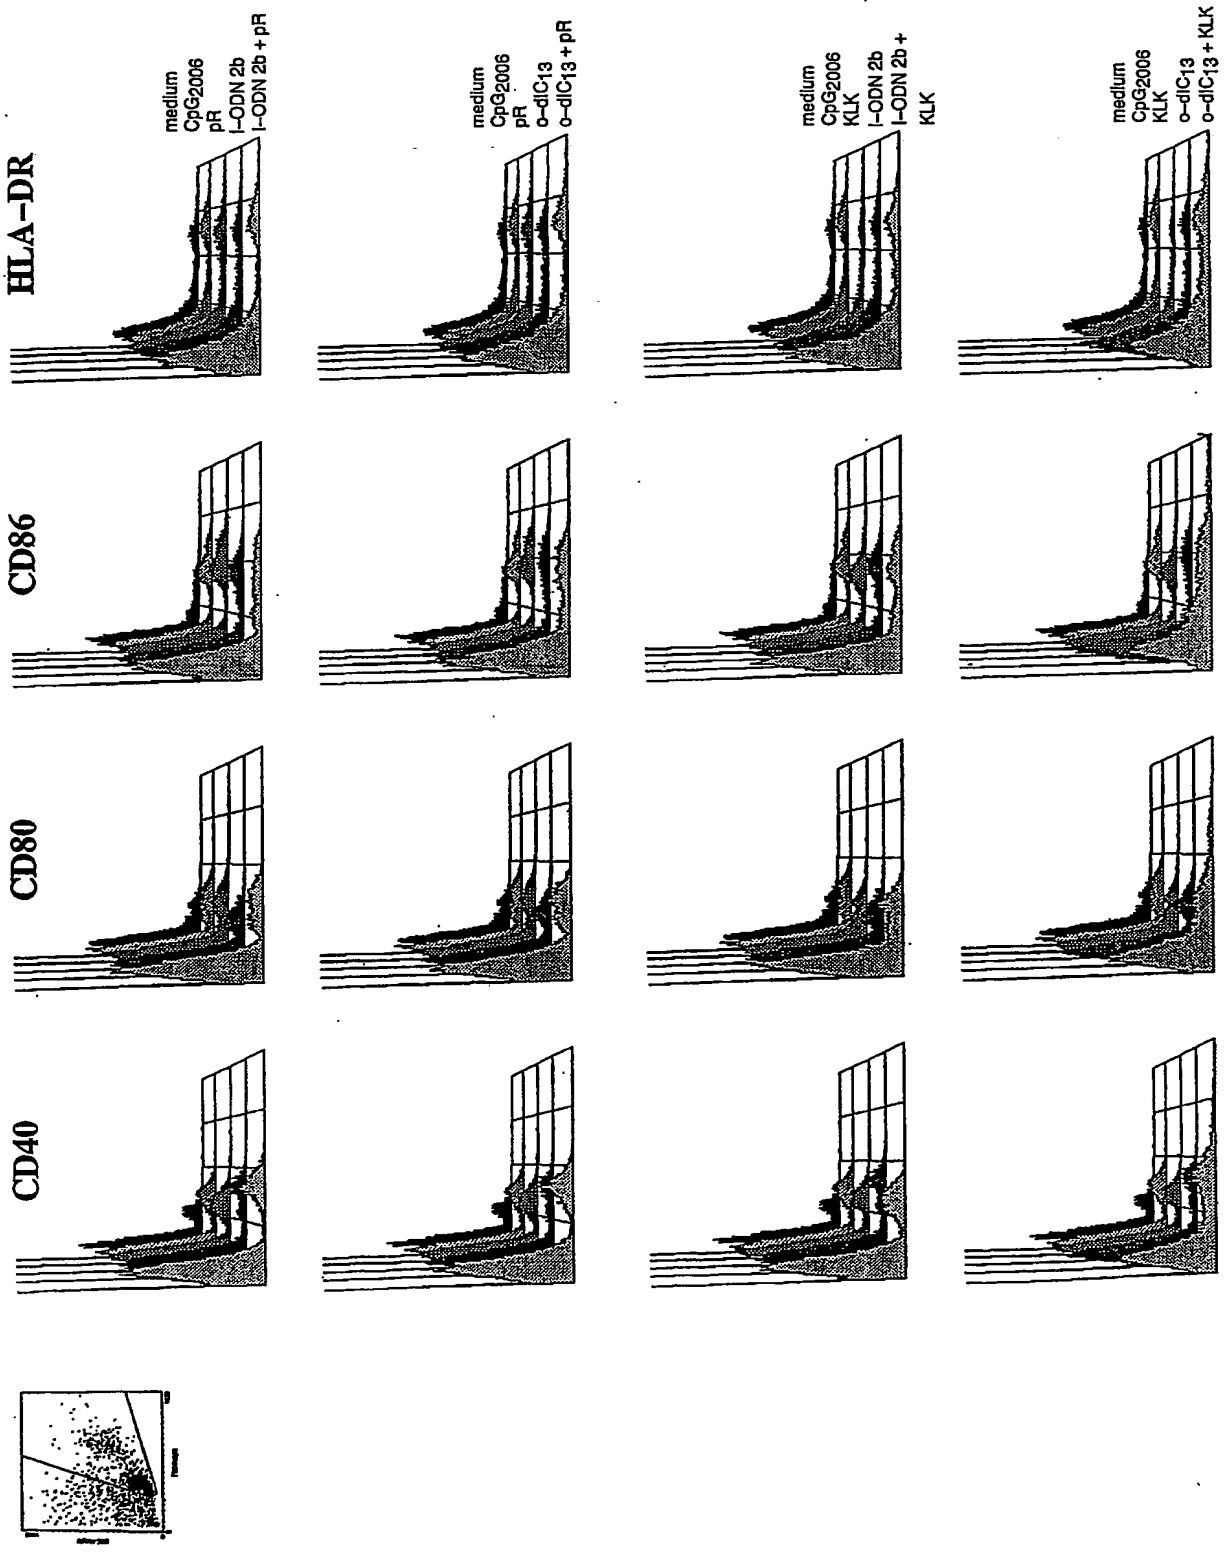 HLA-DR
CD86
CD80
CD40
medium
CpG2006
pR
I-ODN 2b
I-ODN 2b + pR
medium
CpG2006
pR
o-dIC13
o-dIC13 + pR
medium
CpG2006
KLK
I-ODN 2b
I-ODN 2b +
KLK
medium
CpG2006
KLK
o-dIC13
o-dIC13 + KLK